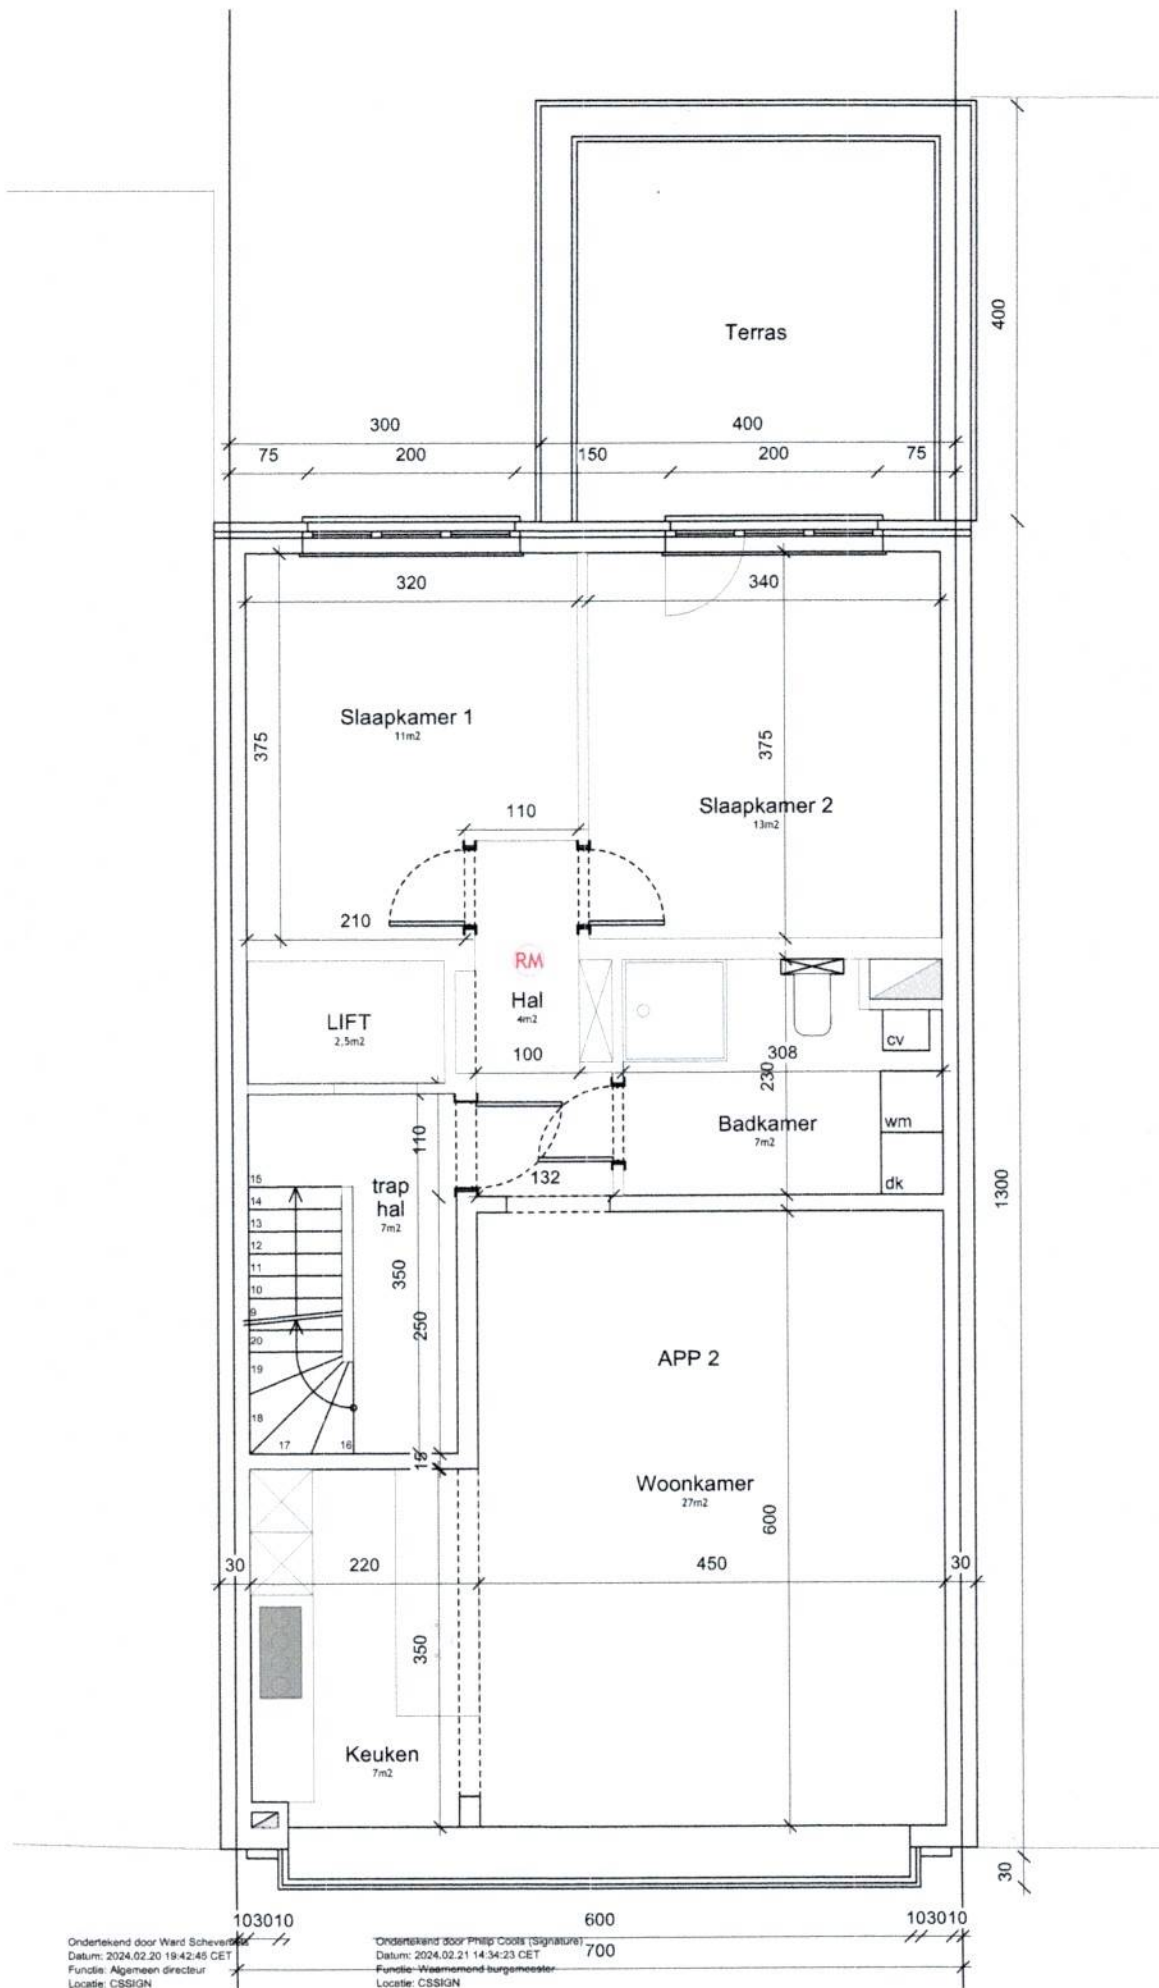 400
Terras
300
400
75
200
150
200
75
320
340
375
Slaapkamer 1
11m2
375
Slaapkamer 2
13m2
110
210
RM
Hal
4m2
LIFT
2,5m2
100
cv
308
230
110
Badkamer
7m2
wm
132
dk
1300
trap
hal
7m2
15
14
13
12
11
10
9
20
19
18
17
16
350
250
15
APP 2
Woonkamer
27m2
600
30
220
450
30
350
Keuken
7m2
30
103010
600
103010
700
Ondertekend door Ward
Datum: 2024.02.20 19:42:45 CET
Functie: Algemeen directeur
Locatie: CSSIGN
Ondertekend door Philip Cools (Signature)
Datum: 2024.02.21 14:34:23 CET
Functie: Waarnemend burgemeester
Locatie: CSSIGN